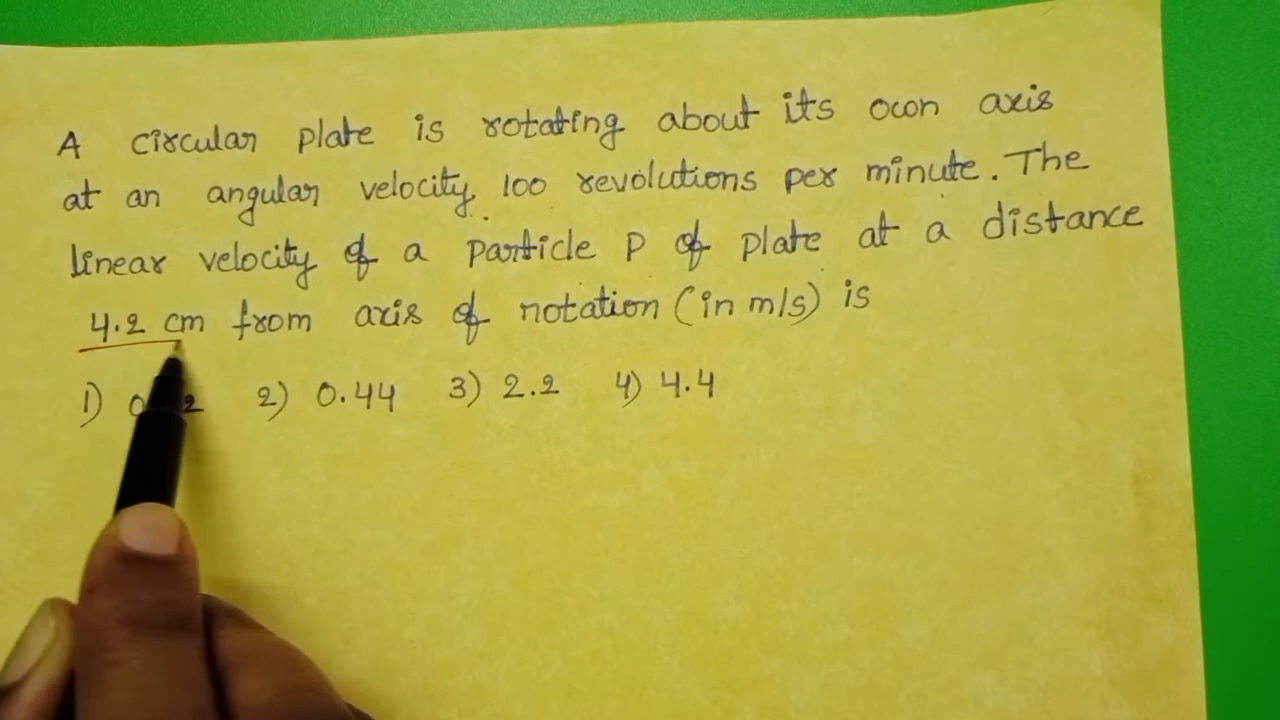 A circular plate is rotating about its own axis
at an angular velocity 100 revolutions per minute. The
linear velocity of a particle P of plate at a distance
4.2 cm from axis of rotation (in m/s) is
1) 2) 0.44 3) 2.2 4) 4.4